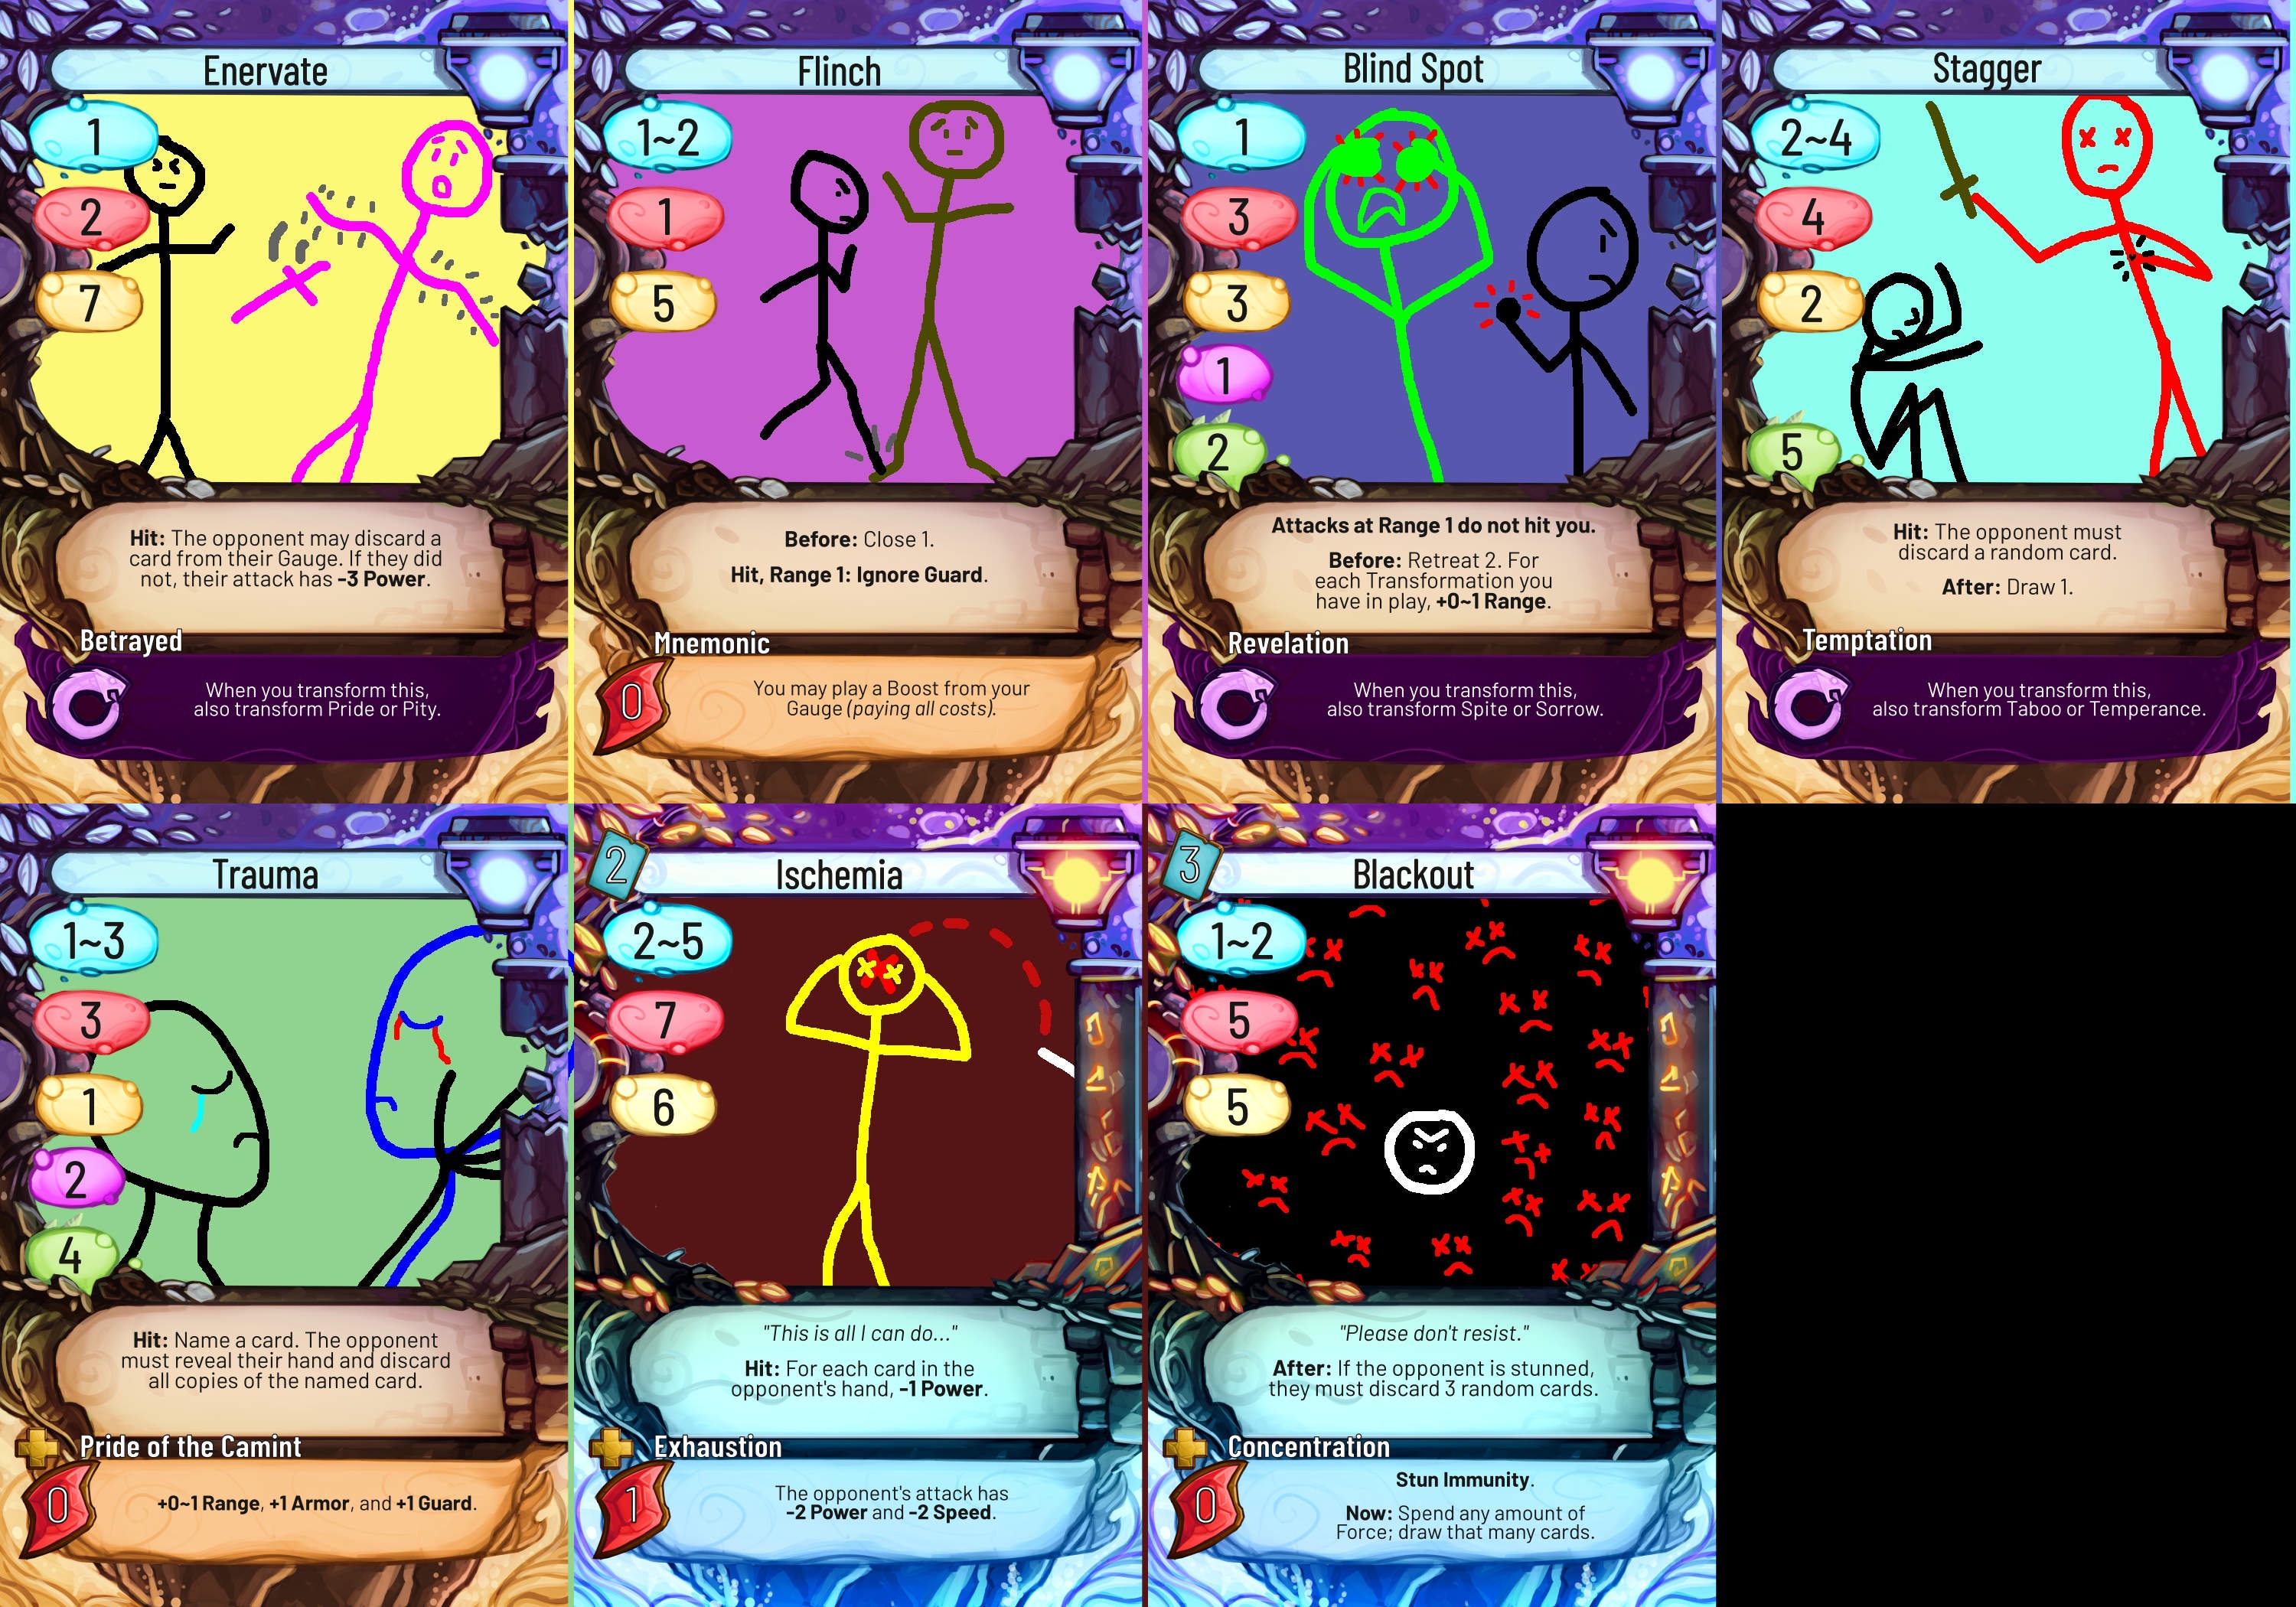 Enervate
1
2
7
Hit: The opponent may discard a
card from their Gauge. If they did
not, their attack has -3 Power.
Betrayed
When you transform this,
also transform Pride or Pity.
Flinch
1~2
1
5
Before: Close 1.
Hit, Range 1: Ignore Guard.
Mnemonic
0
You may play a Boost from your
Gauge (paying all costs).
Blind Spot
1
3
3
1
2
Attacks at Range 1 do not hit you.
Before: Retreat 2. For
each Transformation you
have in play, +0~1 Range.
Revelation
When you transform this,
also transform Spite or Sorrow.
Stagger
2~4
4
2
5
Hit: The opponent must
discard a random card.
After: Draw 1.
Temptation
When you transform this,
also transform Taboo or Temperance.
Trauma
1~3
3
1
2
4
Hit: Name a card. The opponent
must reveal their hand and discard
all copies of the named card.
Pride of the Camint
0
+0~1 Range, +1 Armor, and +1 Guard.
2
Ischemia
2~5
7
6
"This is all I can do..."
Hit: For each card in the
opponent's hand, -1 Power.
Exhaustion
1
The opponent's attack has
-2 Power and -2 Speed.
3
Blackout
1~2
5
5
"Please don't resist."
After: If the opponent is stunned,
they must discard 3 random cards.
Concentration
0
Stun Immunity.
Now: Spend any amount of
Force; draw that many cards.